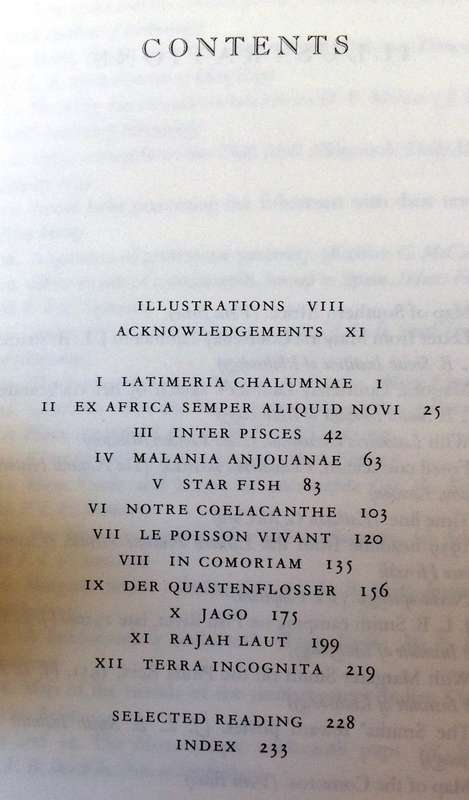 CONTENTS
ILLUSTRATIONS VIII
ACKNOWLEDGEMENTS XI
I LATIMERIA CHALUMNAE 1
II EX AFRICA SEMPER ALIQUID NOVI 25
III INTER PISCES 42
IV MALANIA ANJOUANAE 63
V STAR FISH 83
VI NOTRE COELACANTHE 103
VII LE POISSON VIVANT 120
VIII IN COMORIAM 135
IX DER QUASTENFLOSSER 156
X JAGO 175
XI RAJAH LAUT 199
XII TERRA INCOGNITA 219
SELECTED READING 228
INDEX 233